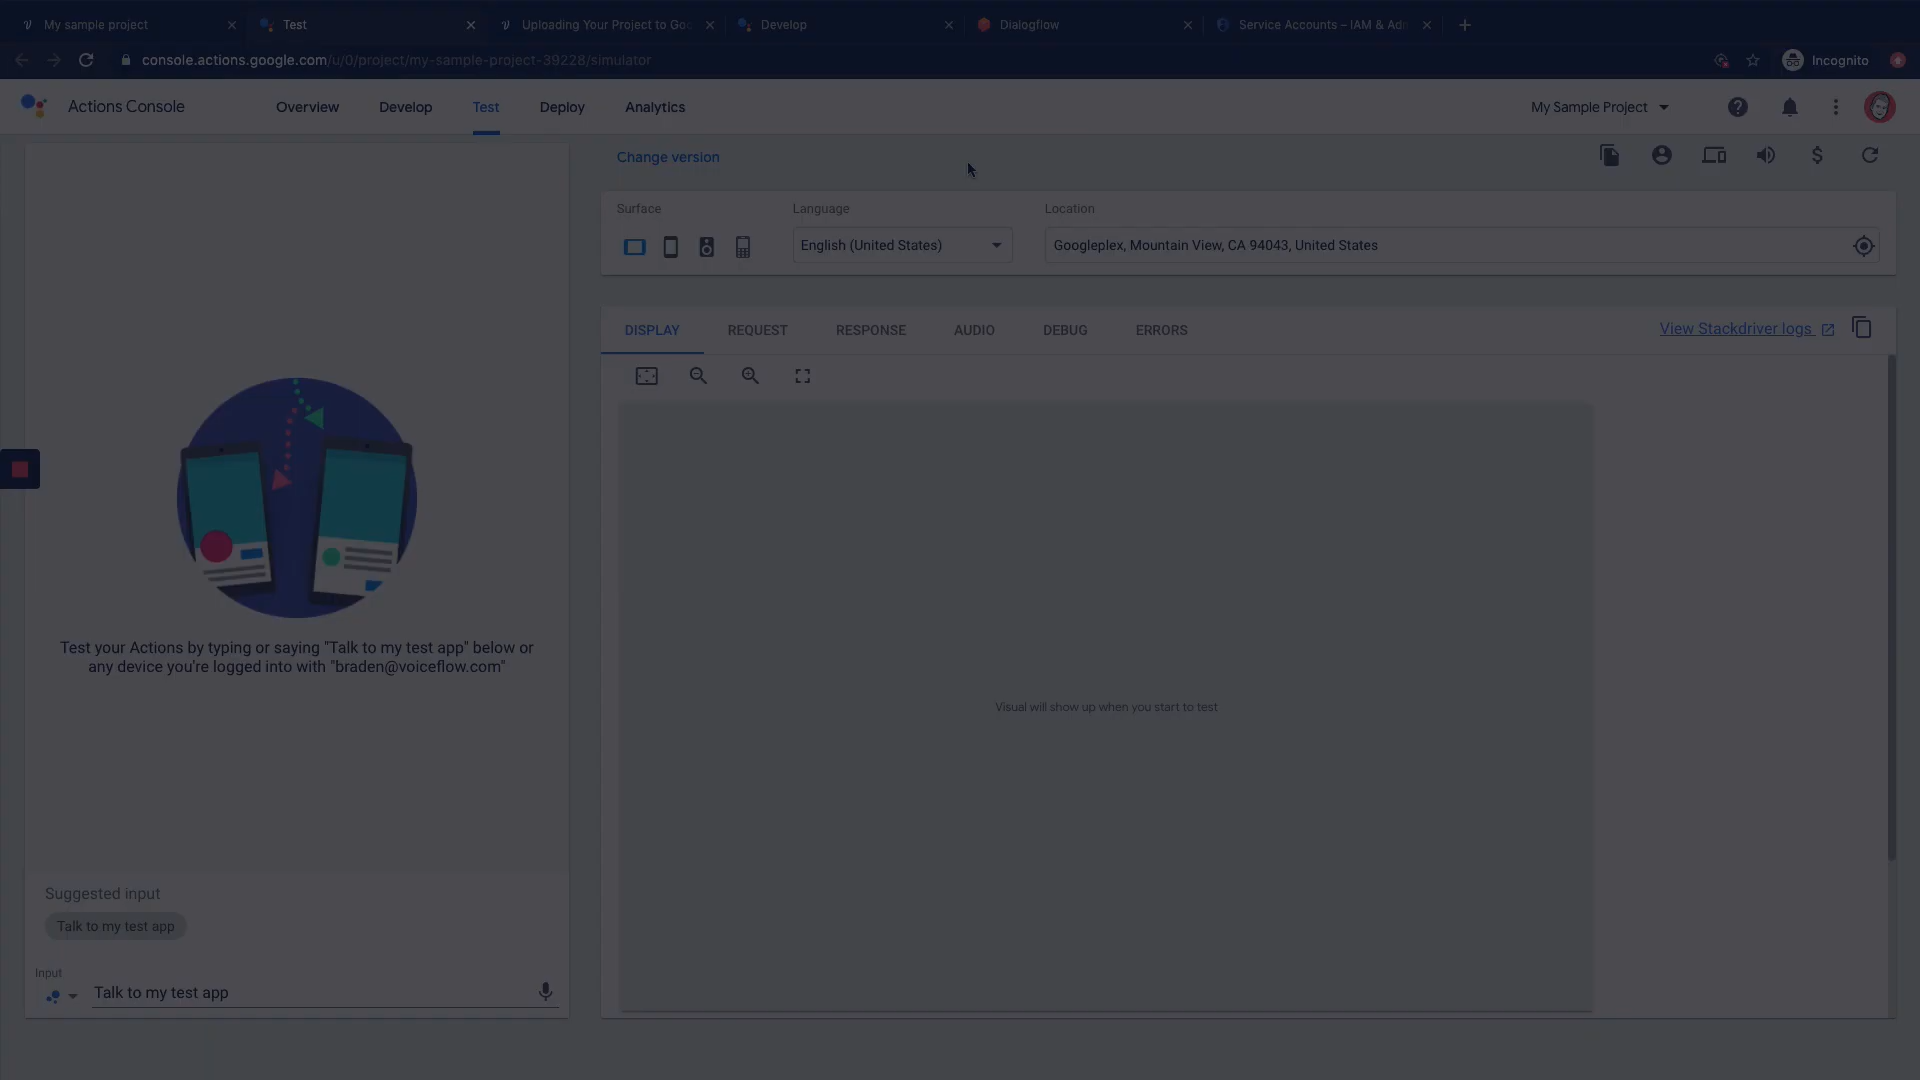 My sample project
Test
Uploading Your Project to Goo
Develop
Dialogflow
Service Accounts – IAM & Adm
console.actions.google.com/u/0/project/my-sample-project-39228/simulator
Incognito
Actions Console
Overview
Develop
Test
Deploy
Analytics
My Sample Project
Change version
Surface
Language
Location
English (United States)
Googleplex, Mountain View, CA 94043, United States
DISPLAY
REQUEST
RESPONSE
AUDIO
DEBUG
ERRORS
View Stackdriver logs
Visual will show up when you start to test
Test your Actions by typing or saying "Talk to my test app" below or
any device you're logged into with "braden@voiceflow.com"
Suggested input
Talk to my test app
Input
Talk to my test app